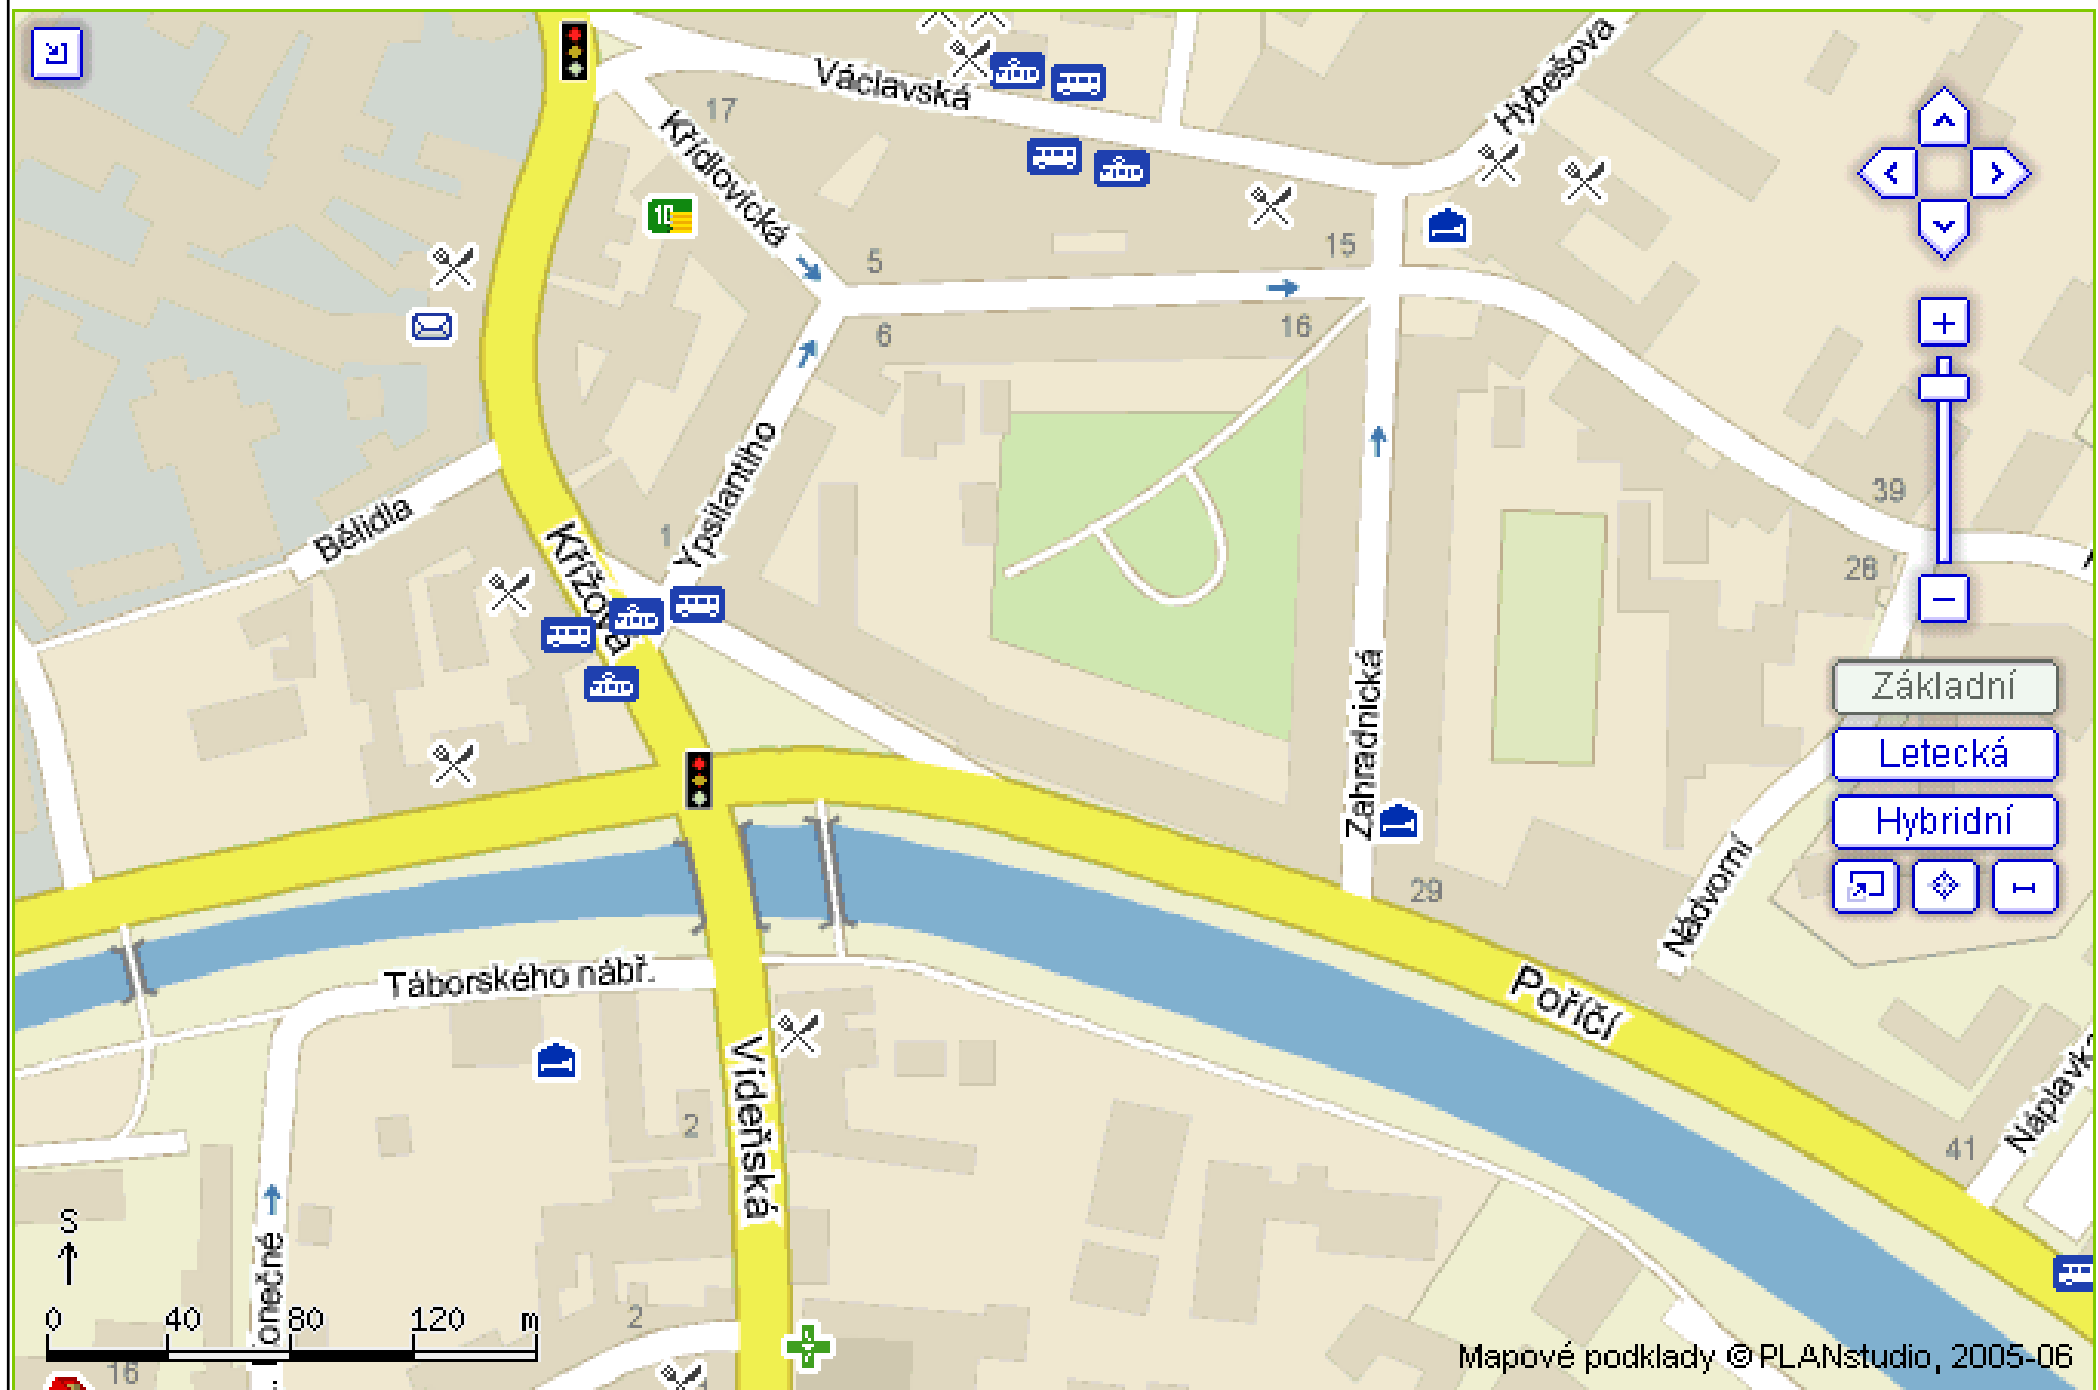 Hybešova
Václavská
17
Křídlovická
10
5
15
6
16
Ypsilantiho
39
Bělidla
1
Křížová
28
Základní
Zahradnická
Letecká
Hybridní
29
Nádvorní
Táborského nábř.
Poříčí
Vídeňská
2
41
S
0 40 80 120 m
2
16
Mapové podklady © PLANstudio, 2005-06